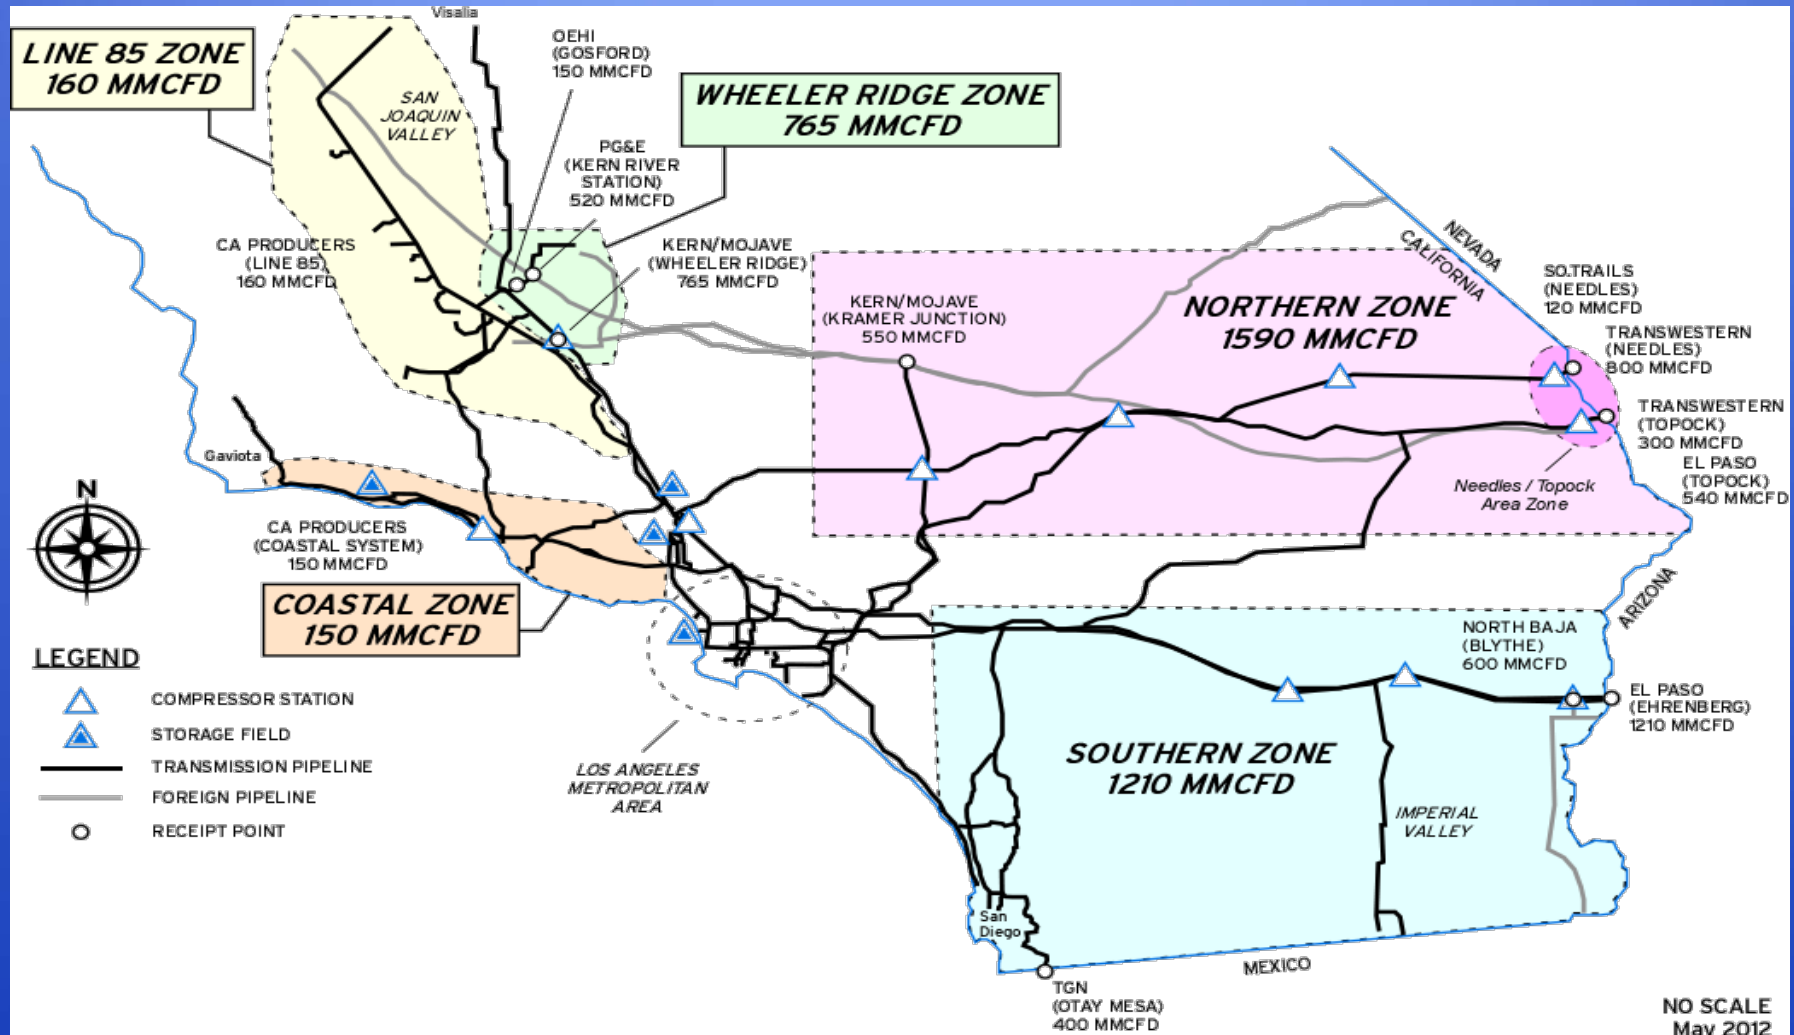 Visalia
LINE 85 ZONE
160 MMCFD
OEHI
(GOSFORD)
150 MMCFD
SAN
JOAQUIN
VALLEY
WHEELER RIDGE ZONE
765 MMCFD
PG&E
(KERN RIVER
STATION)
520 MMCFD
CA PRODUCERS
(LINE 85)
160 MMCFD
KERN/MOJAVE
(WHEELER RIDGE)
765 MMCFD
KERN/MOJAVE
(KRAMER JUNCTION)
550 MMCFD
NORTHERN ZONE
1590 MMCFD
NEVADA
CALIFORNIA
SO.TRAILS
(NEEDLES)
120 MMCFD
TRANSWESTERN
(NEEDLES)
800 MMCFD
TRANSWESTERN
(TOPOCK)
300 MMCFD
EL PASO
(TOPOCK)
540 MMCFD
Needles / Topock
Area Zone
Gaviota
N
CA PRODUCERS
(COASTAL SYSTEM)
150 MMCFD
COASTAL ZONE
150 MMCFD
ARIZONA
NORTH BAJA
(BLYTHE)
600 MMCFD
EL PASO
(EHRENBERG)
1210 MMCFD
LEGEND
COMPRESSOR STATION
STORAGE FIELD
TRANSMISSION PIPELINE
FOREIGN PIPELINE
RECEIPT POINT
LOS ANGELES
METROPOLITAN
AREA
SOUTHERN ZONE
1210 MMCFD
IMPERIAL
VALLEY
San
Diego
MEXICO
TGN
(OTAY MESA)
400 MMCFD
NO SCALE
May 2012